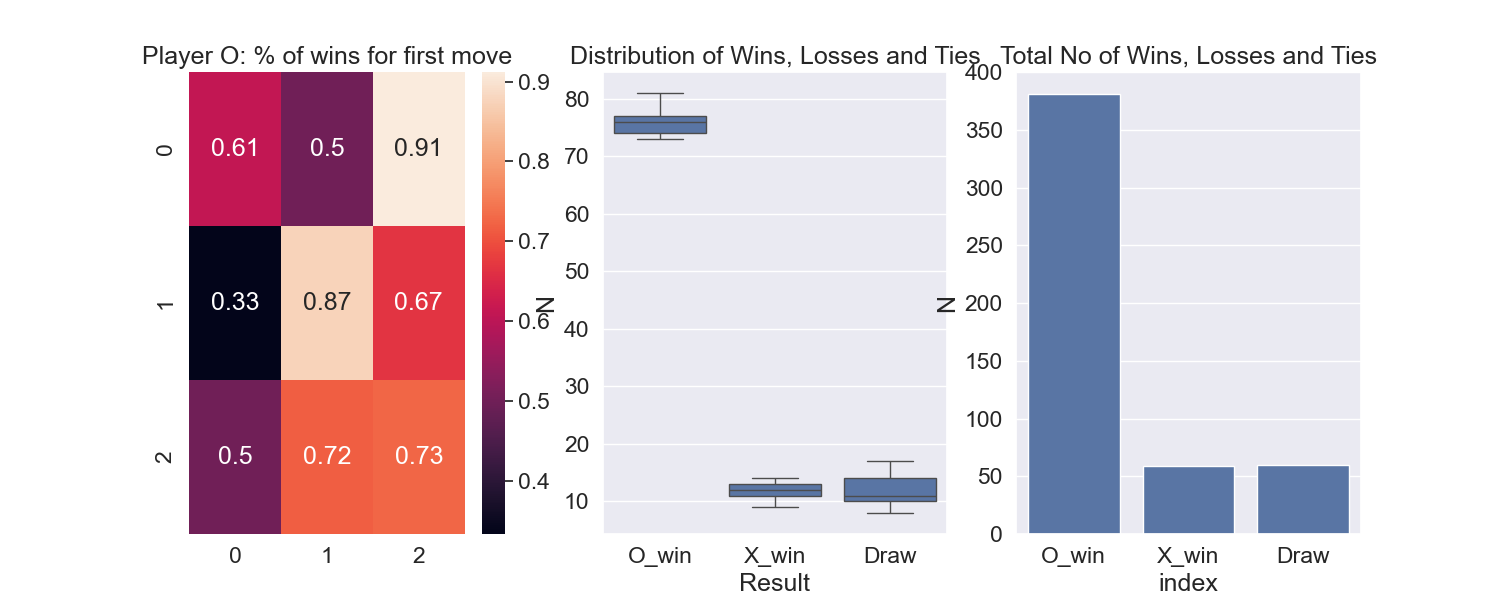 Player O: % of wins for first move
0
1
2
0.61 0.5 0.91
0.33 0.87 0.67
0.5 0.72 0.73
0 1 2
0.9
0.8
0.7
0.6
0.5
0.4
Distribution of Wins, Losses and Ties
N
80
70
60
50
40
30
20
10
O_win X_win Draw
Result
Total No of Wins, Losses and Ties
N
400
350
300
250
200
150
100
50
0
O_win X_win Draw
index